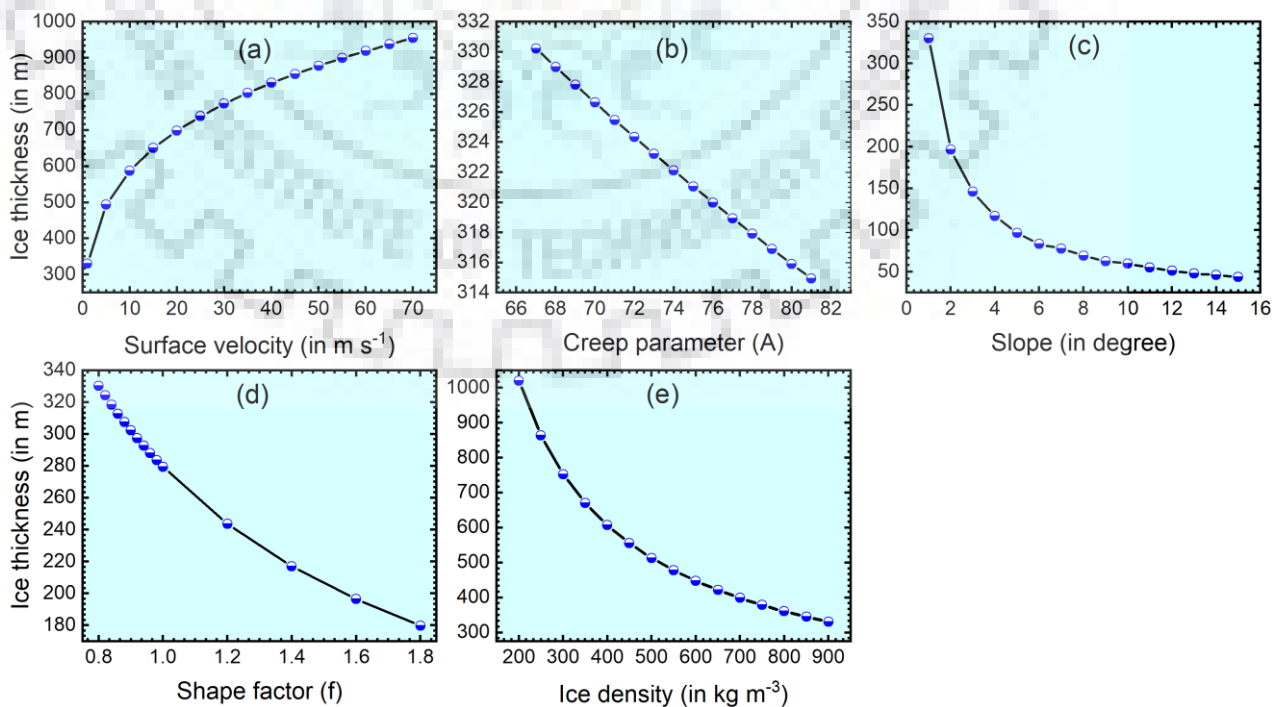 (a)
Ice thickness (in m)
1000
900
800
700
600
500
400
300
0 10 20 30 40 50 60 70
Surface velocity (in m s⁻¹)
(b)
332
330
328
326
324
322
320
318
316
314
66 68 70 72 74 76 78 80 82
Creep parameter (A)
(c)
350
300
250
200
150
100
50
0 2 4 6 8 10 12 14 16
Slope (in degree)
(d)
Ice thickness (in m)
340
320
300
280
260
240
220
200
180
0.8 1.0 1.2 1.4 1.6 1.8
Shape factor (f)
(e)
1000
900
800
700
600
500
400
300
200 300 400 500 600 700 800 900
Ice density (in kg m⁻³)